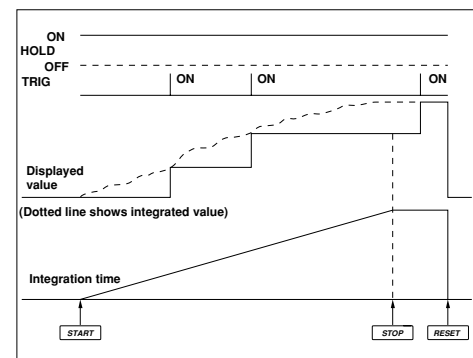 ON
HOLD
OFF
TRIG
ON ON ON
Displayed
value
(Dotted line shows integrated value)
Integration time
START STOP RESET